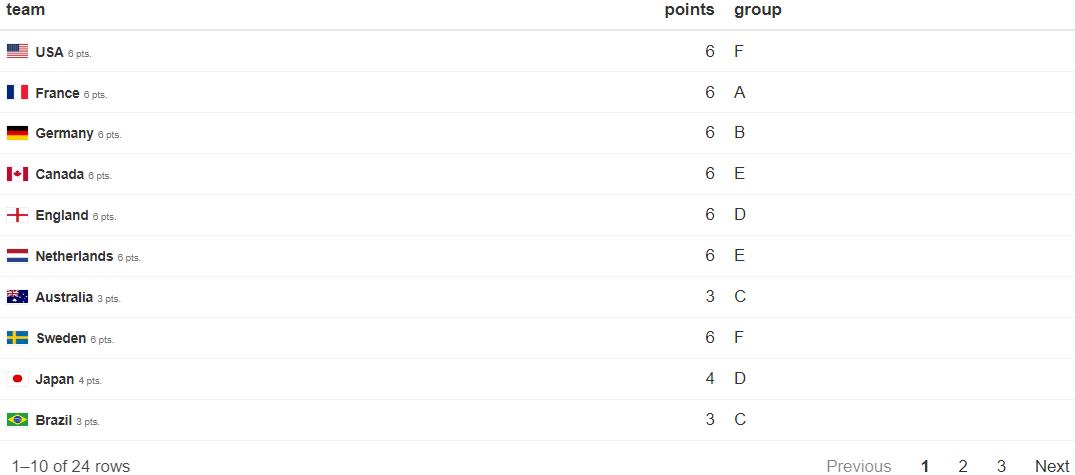 team points group
USA 6 pts. 6 F
France 6 pts. 6 A
Germany 6 pts. 6 B
Canada 6 pts. 6 E
England 6 pts. 6 D
Netherlands 6 pts. 6 E
Australia 3 pts. 3 C
Sweden 6 pts. 6 F
Japan 4 pts. 4 D
Brazil 3 pts. 3 C
1–10 of 24 rows Previous 1 2 3 Next